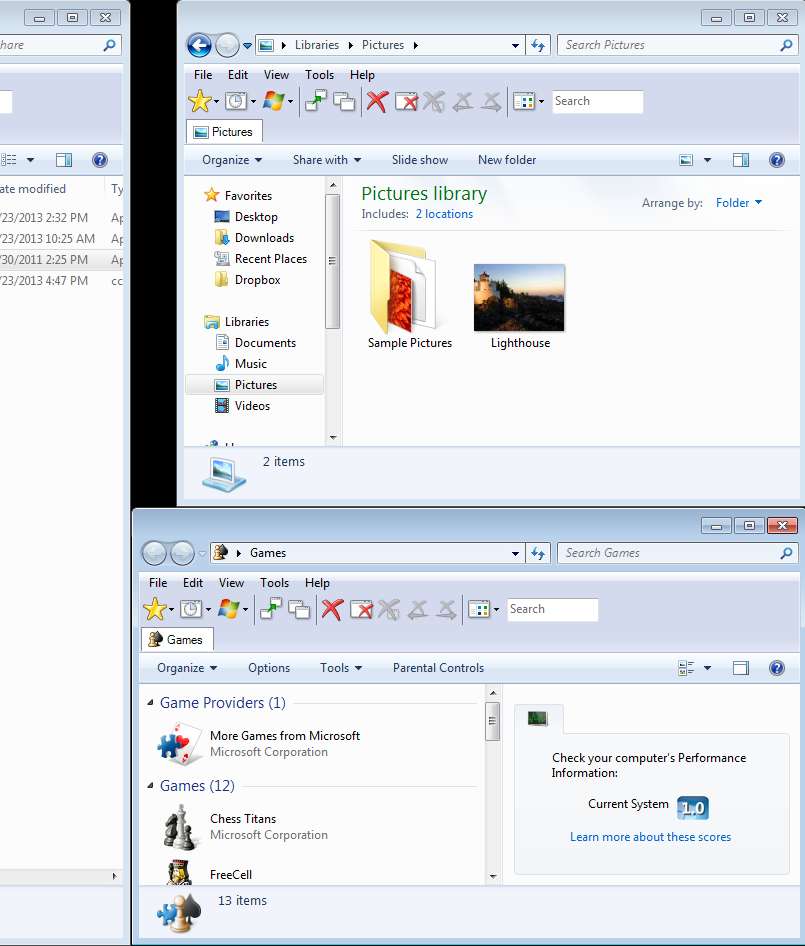 hare
ate modified
Ty
/23/2013 2:32 PM
Ap
/23/2013 10:25 AM
Ap
/30/2011 2:25 PM
Ap
/23/2013 4:47 PM
cc
Libraries
Pictures
Search Pictures
File Edit View Tools Help
Search
Pictures
Organize Share with Slide show New folder
Favorites
Desktop
Downloads
Recent Places
Dropbox
Libraries
Documents
Music
Pictures
Videos
Pictures library
Includes: 2 locations
Arrange by: Folder
Sample Pictures
Lighthouse
2 items
Games
Search Games
File Edit View Tools Help
Search
Games
Organize Options Tools Parental Controls
Game Providers (1)
More Games from Microsoft
Microsoft Corporation
Games (12)
Chess Titans
Microsoft Corporation
FreeCell
13 items
Check your computer's Performance
Information:
Current System 1.0
Learn more about these scores